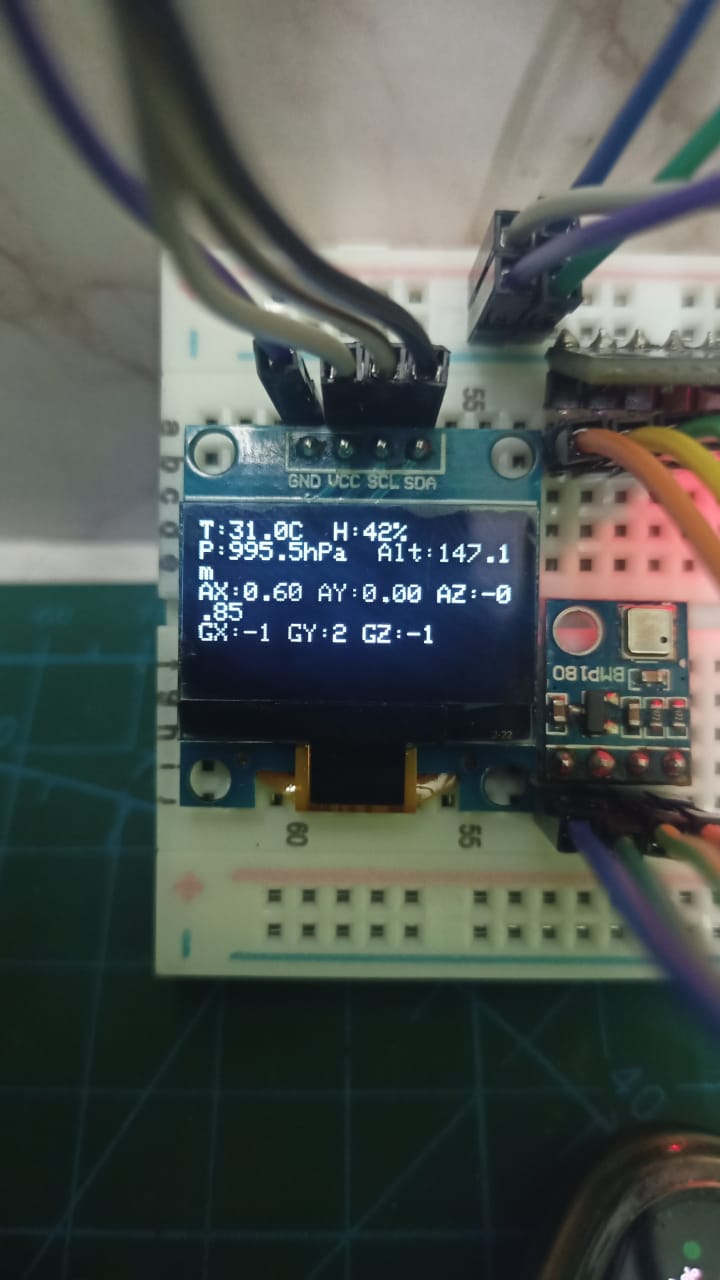 55
a
b
c
d
e
GND VCC SCL SDA
T:31.0C H:42%
P:995.5hPa Alt:147.1
m
AX:0.60 AY:0.00 AZ:-0
.85
GX:-1 GY:2 GZ:-1
BMP180
f
g
h
i
j
60
55
40